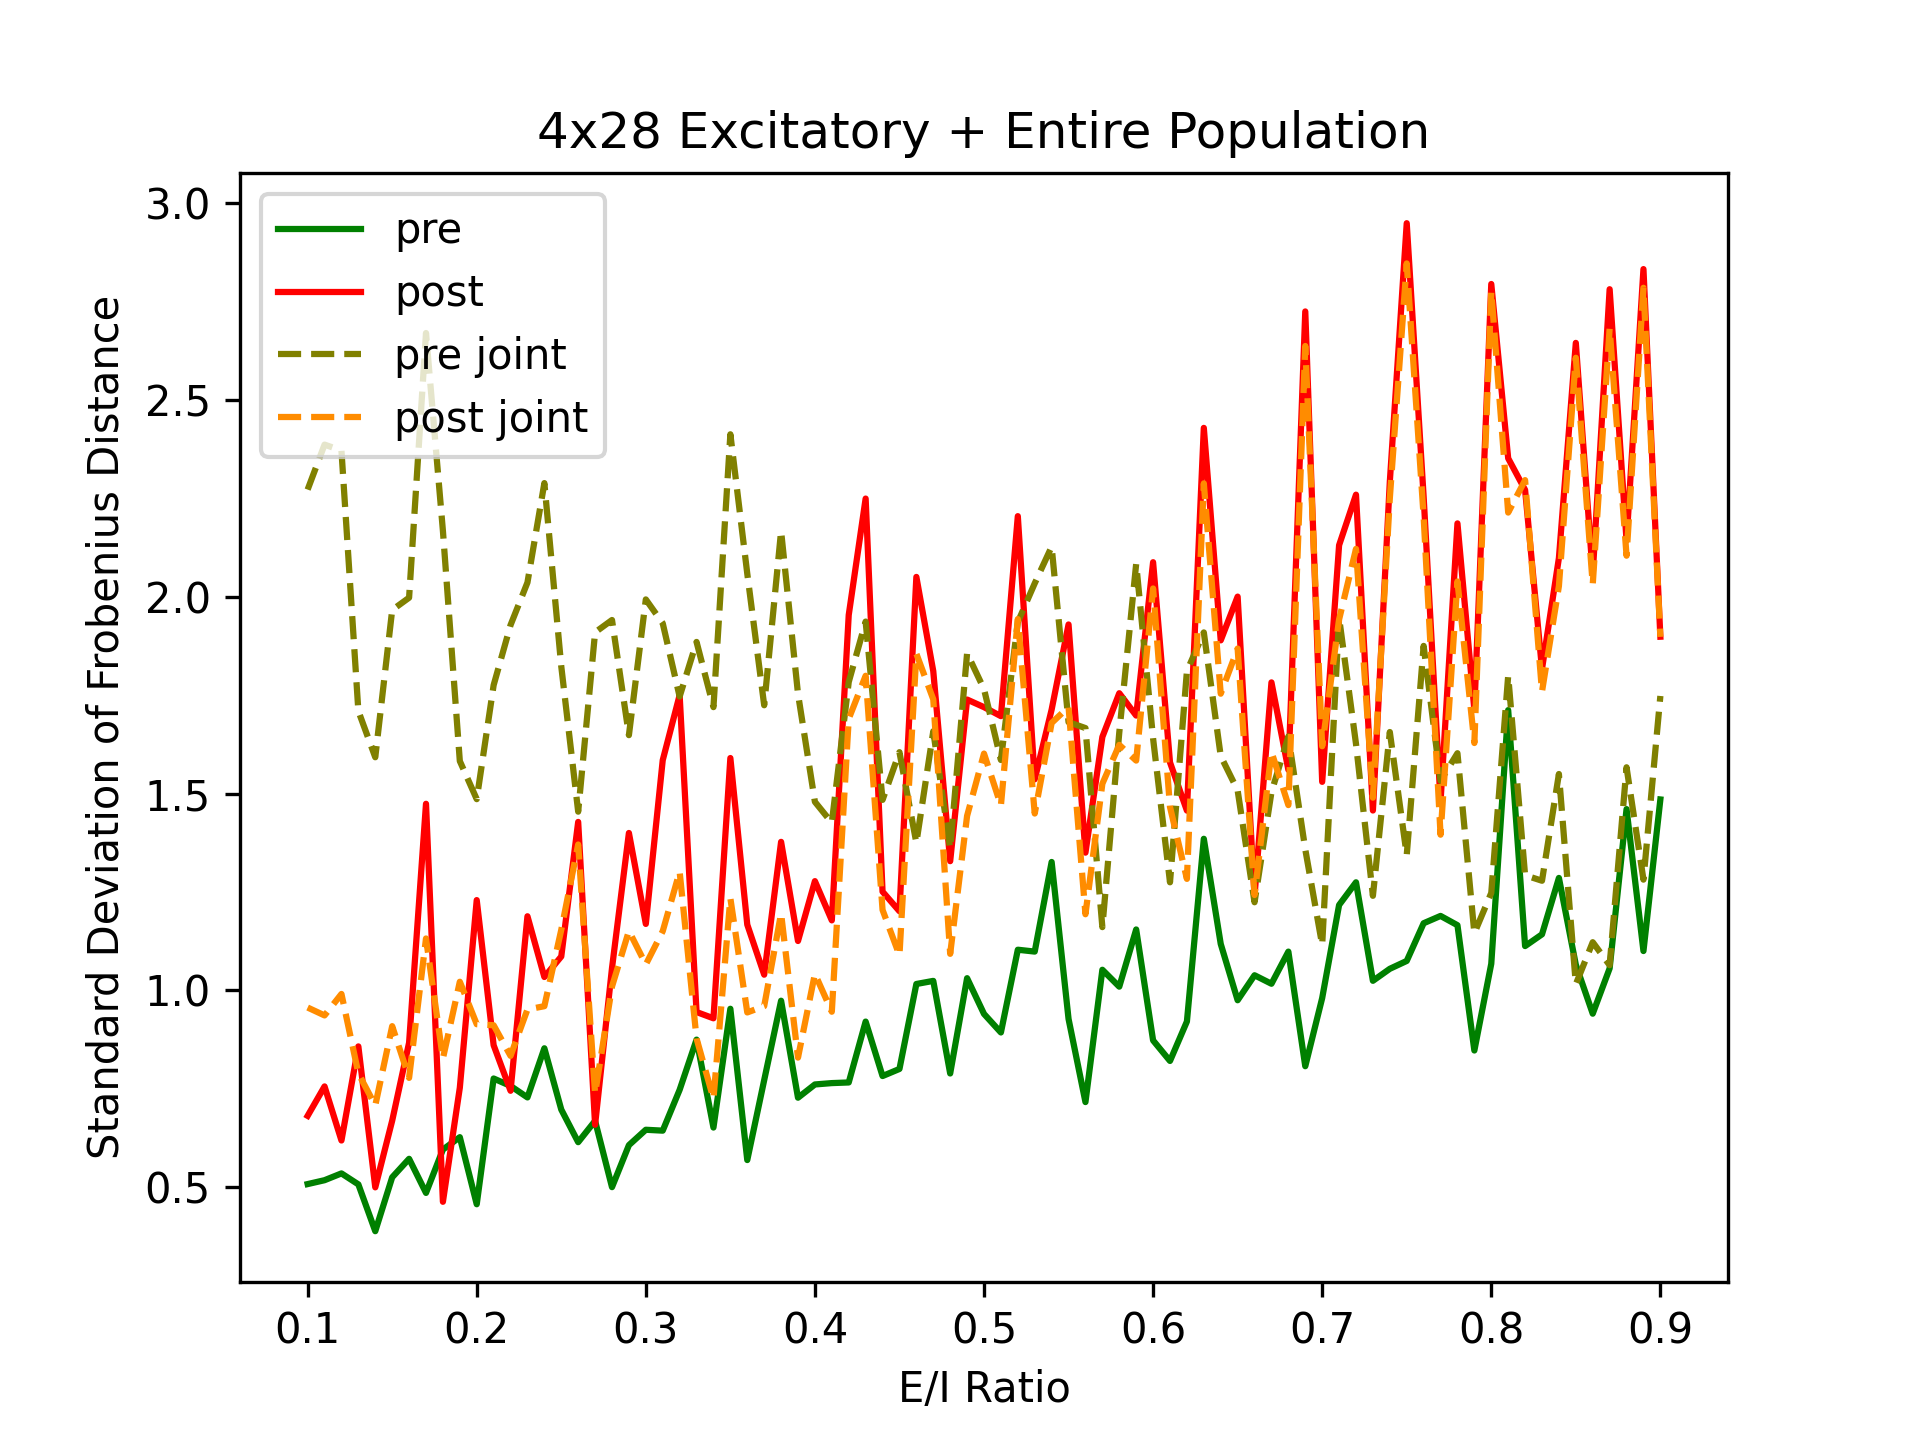 4x28 Excitatory + Entire Population
pre
post
pre joint
post joint
Standard Deviation of Frobenius Distance
3.0
2.5
2.0
1.5
1.0
0.5
0.1 0.2 0.3 0.4 0.5 0.6 0.7 0.8 0.9
E/I Ratio